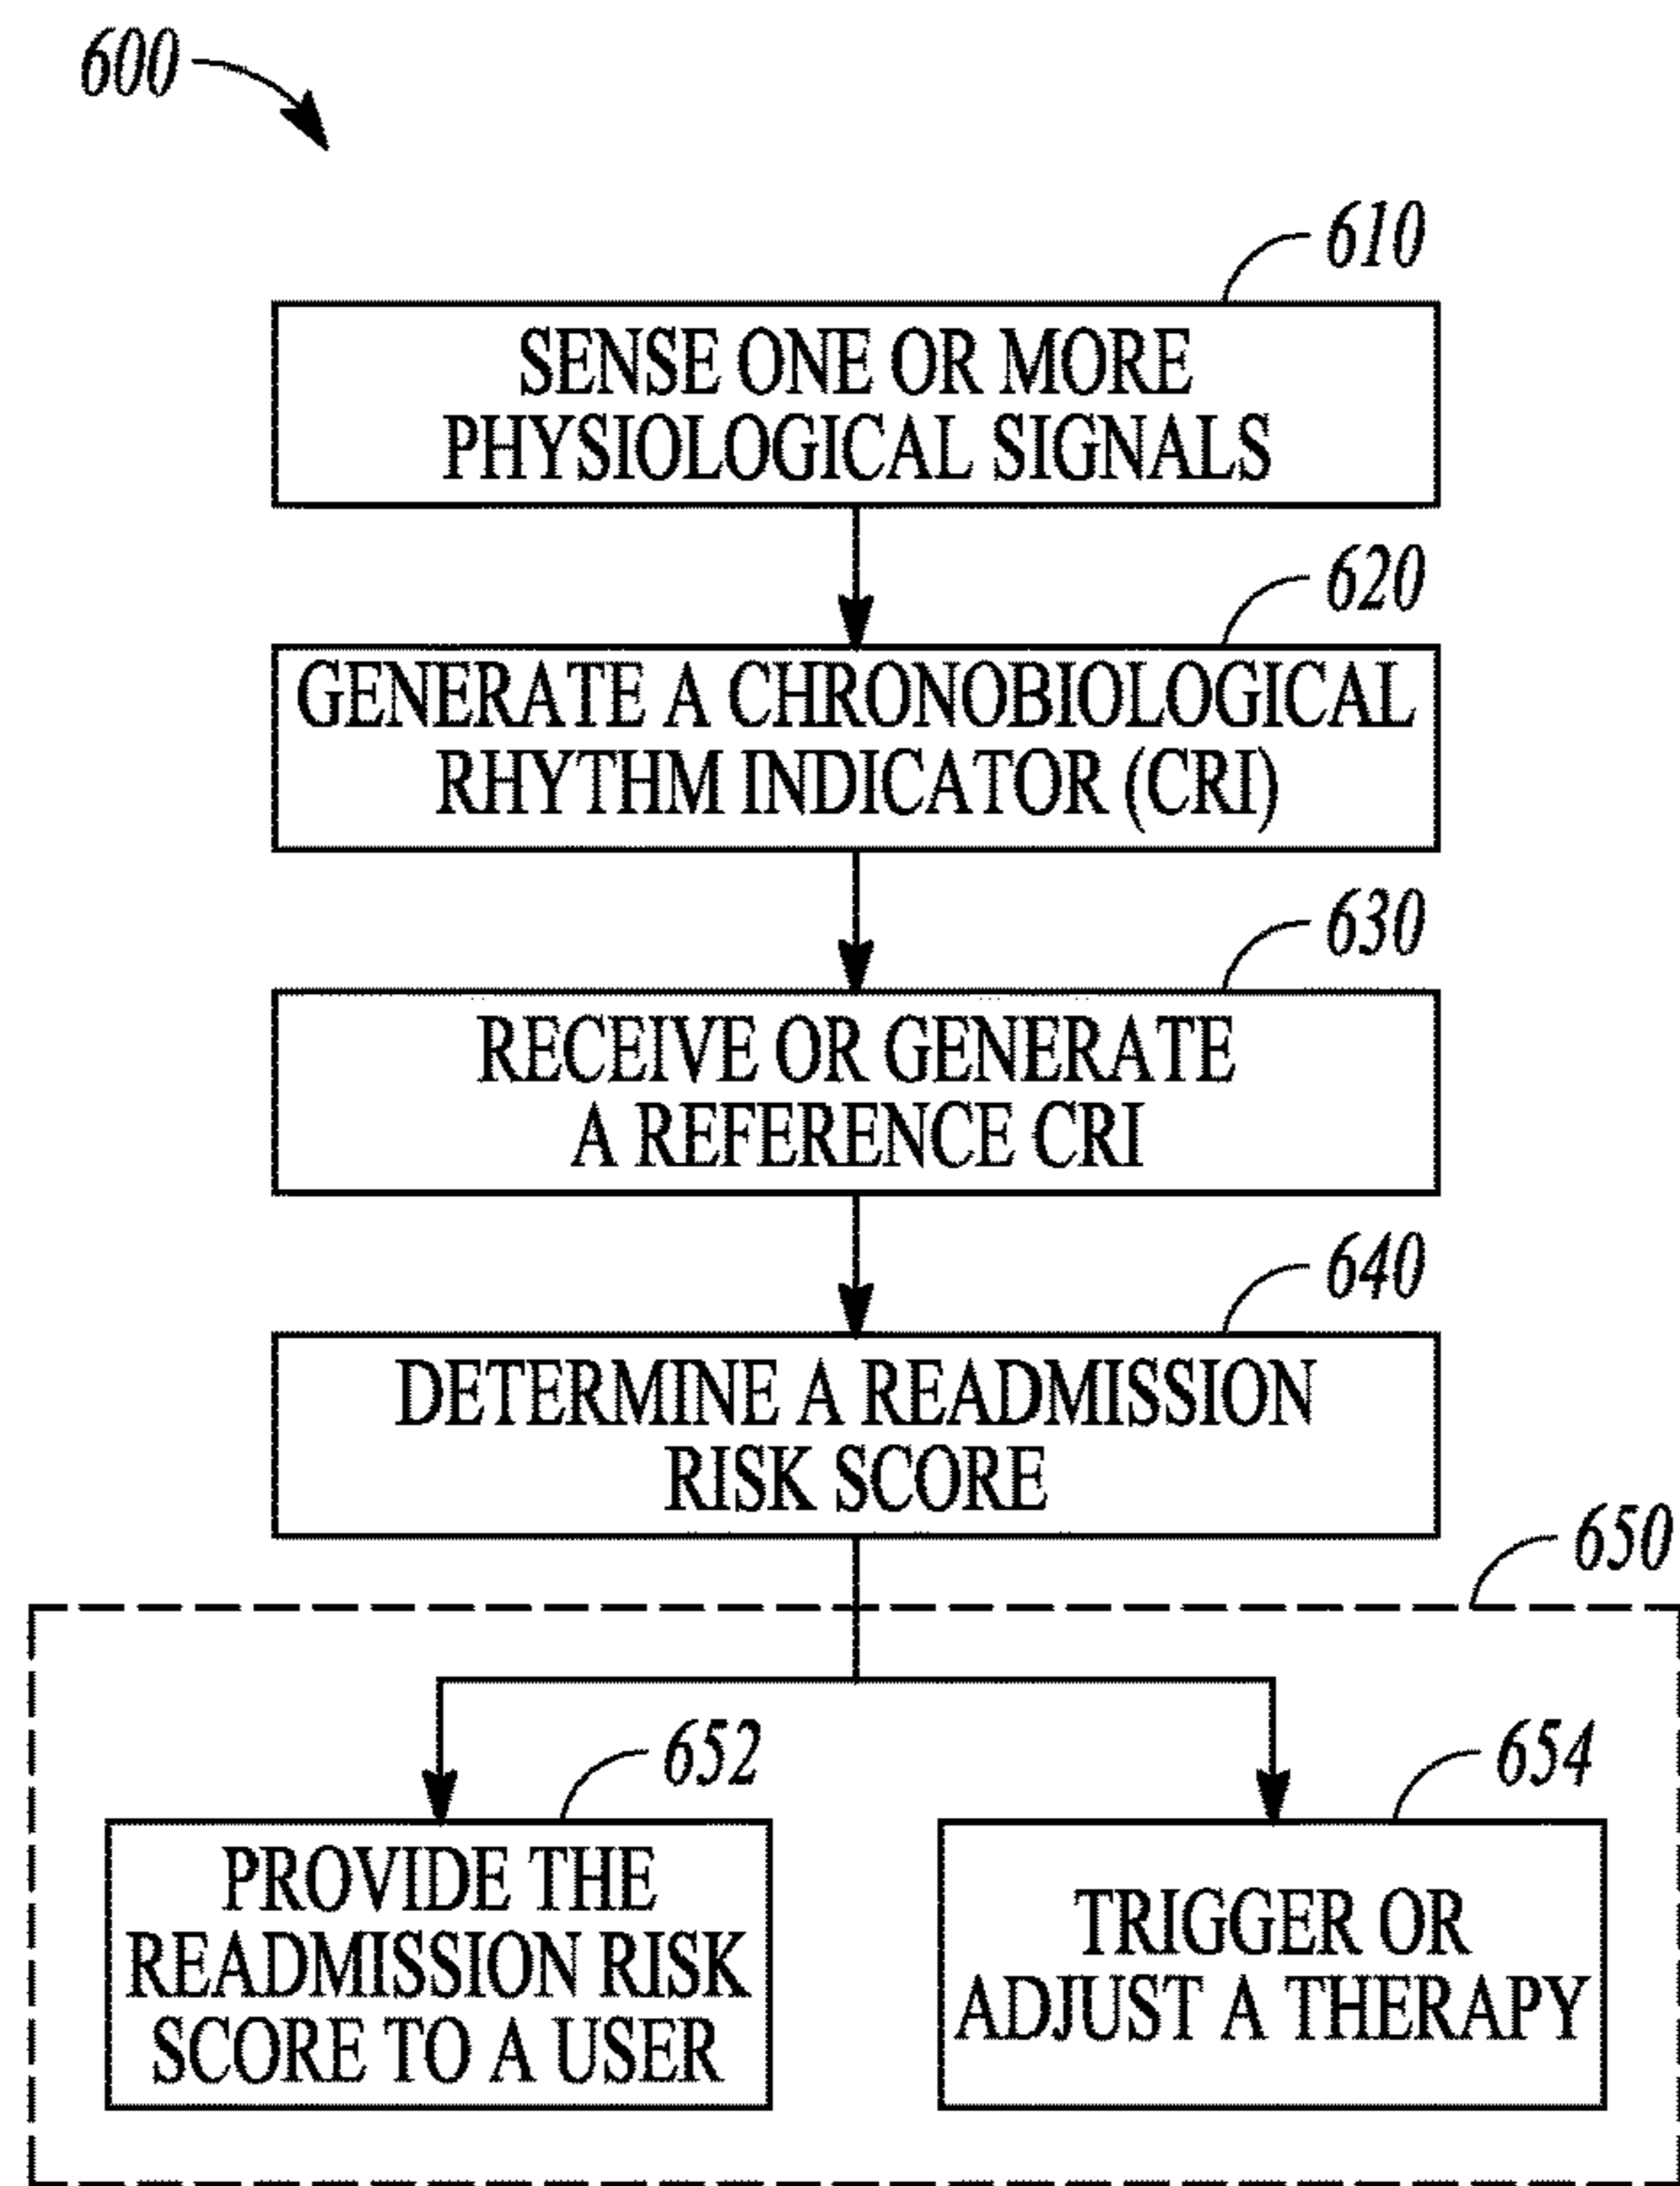 600
610
SENSE ONE OR MORE
PHYSIOLOGICAL SIGNALS
620
GENERATE A CHRONOBIOLOGICAL
RHYTHM INDICATOR (CRI)
630
RECEIVE OR GENERATE
A REFERENCE CRI
640
DETERMINE A READMISSION
RISK SCORE
650
652
PROVIDE THE
READMISSION RISK
SCORE TO A USER
654
TRIGGER OR
ADJUST A THERAPY